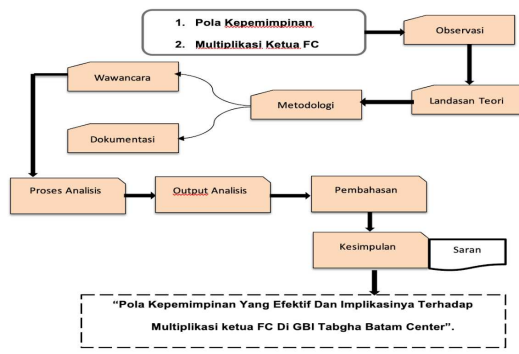 1. Pola Kepemimpinan
2. Multiplikasi Ketua FC
Observasi
Wawancara
Metodologi
Landasan Teori
Dokumentasi
Proses Analisis
Output Analisis
Pembahasan
Kesimpulan
Saran
“Pola Kepemimpinan Yang Efektif Dan Implikasinya Terhadap
Multiplikasi ketua FC Di GBI Tabgha Batam Center”.